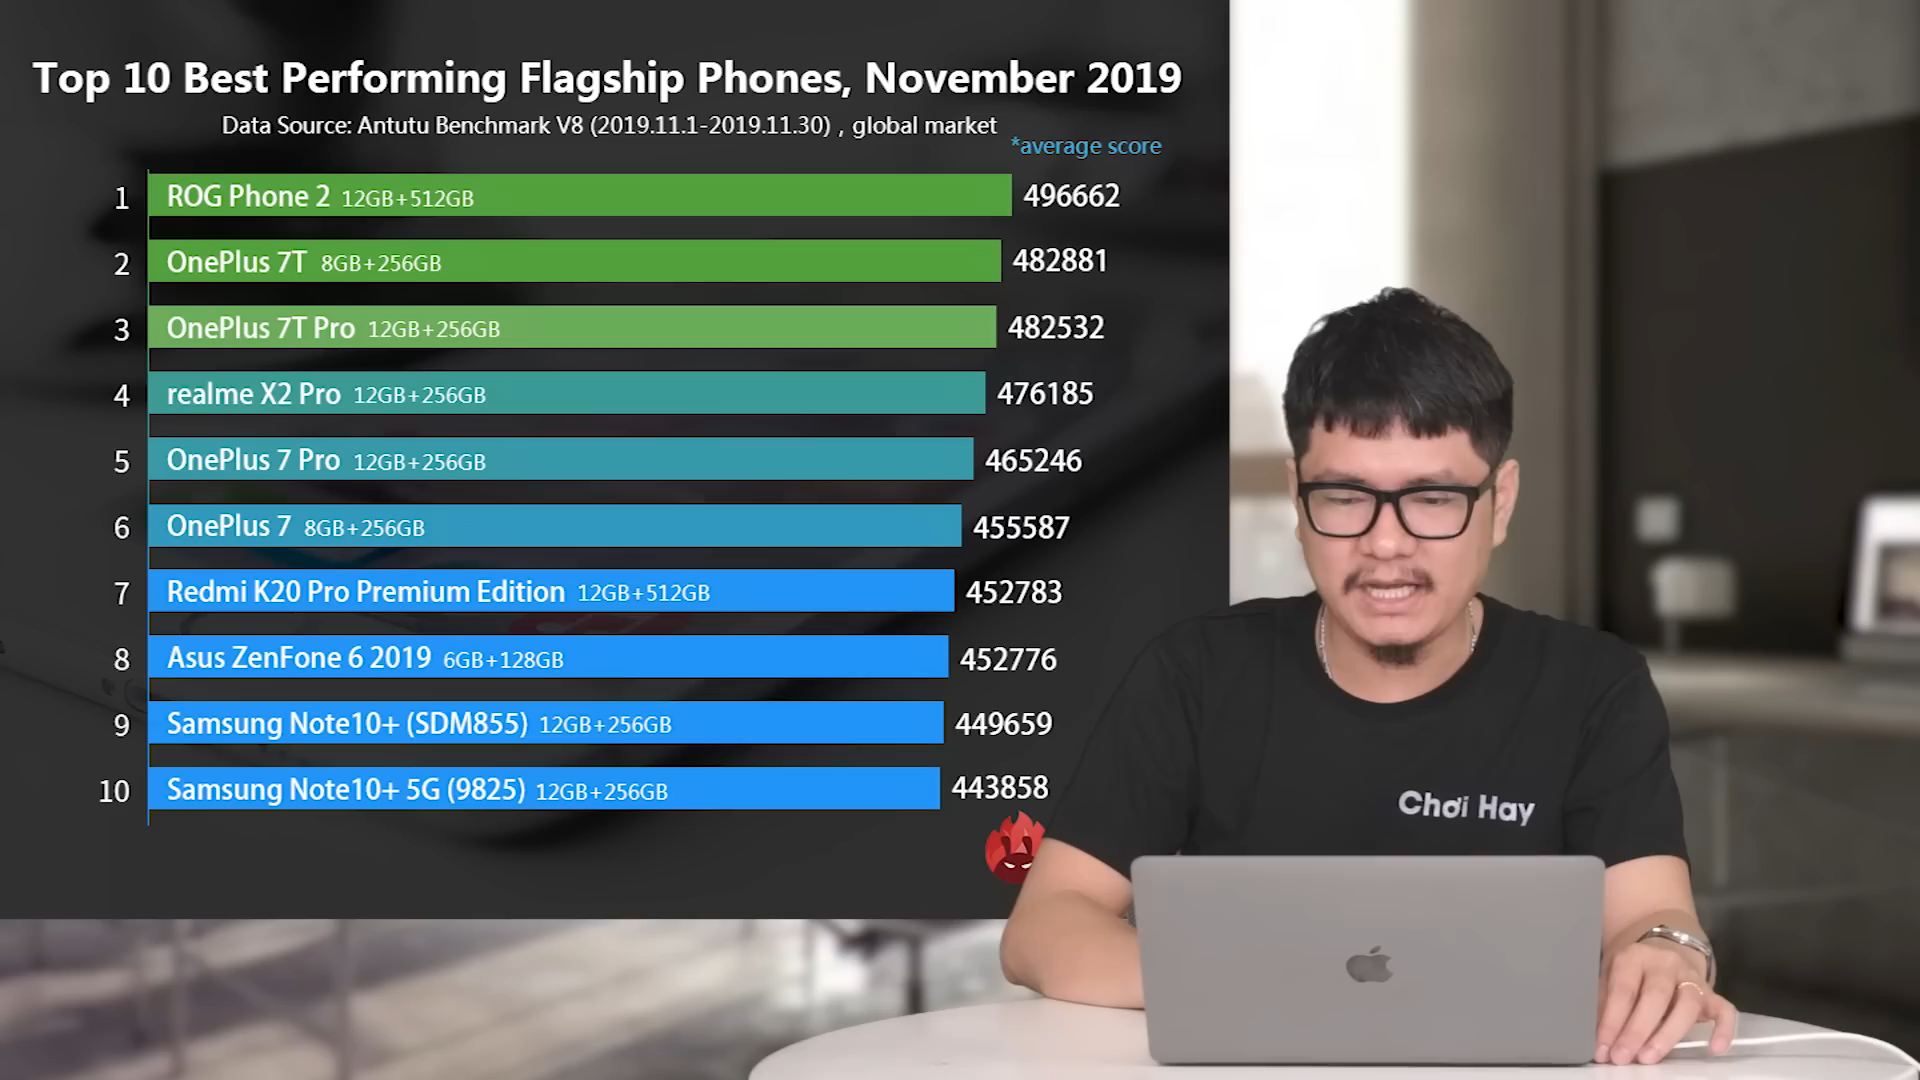 Top 10 Best Performing Flagship Phones, November 2019
Data Source: Antutu Benchmark V8 (2019.11.1-2019.11.30) , global market
*average score
1 ROG Phone 2 12GB+512GB 496662
2 OnePlus 7T 8GB+256GB 482881
3 OnePlus 7T Pro 12GB+256GB 482532
4 realme X2 Pro 12GB+256GB 476185
5 OnePlus 7 Pro 12GB+256GB 465246
6 OnePlus 7 8GB+256GB 455587
7 Redmi K20 Pro Premium Edition 12GB+512GB 452783
8 Asus ZenFone 6 2019 6GB+128GB 452776
9 Samsung Note10+ (SDM855) 12GB+256GB 449659
10 Samsung Note10+ 5G (9825) 12GB+256GB 443858
Chơi Hay